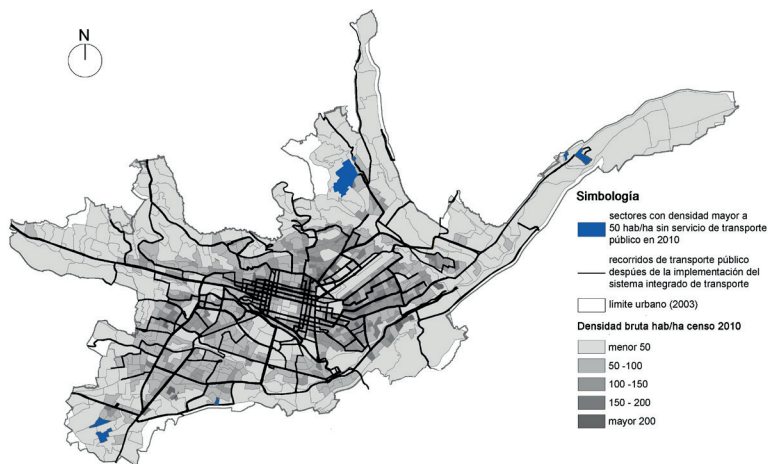 N
Simbología
sectores con densidad mayor a
50 hab/ha sin servicio de transporte
público en 2010
recorridos de transporte público
despúes de la implementación del
sistema integrado de transporte
límite urbano (2003)
Densidad bruta hab/ha censo 2010
menor 50
50 -100
100 -150
150 - 200
mayor 200